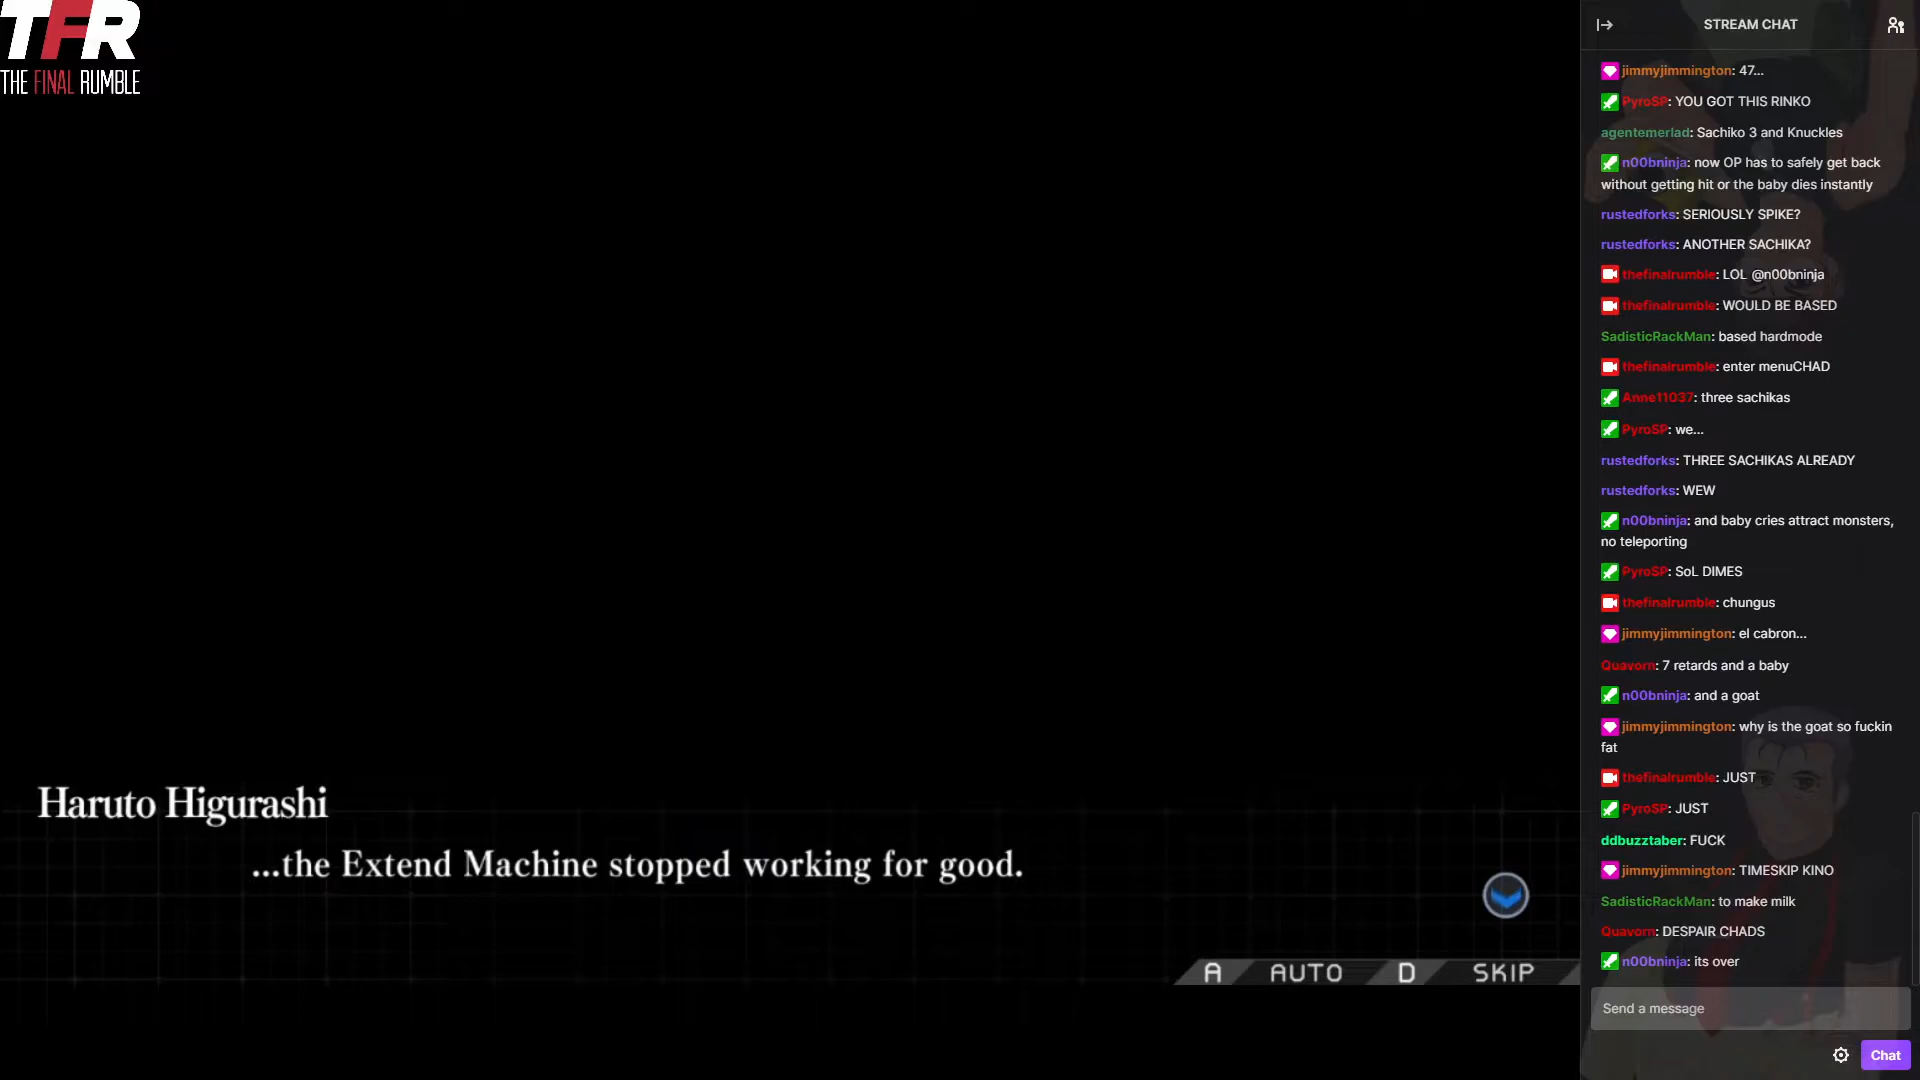 TFR
THE FINAL RUMBLE
Haruto Higurashi
...the Extend Machine stopped working for good.
A AUTO D SKIP
STREAM CHAT
jimmyjimmington: 47...
PyroSP: YOU GOT THIS RINKO
agentemerlad: Sachiko 3 and Knuckles
n00bninja: now OP has to safely get back
without getting hit or the baby dies instantly
rustedforks: SERIOUSLY SPIKE?
rustedforks: ANOTHER SACHIKA?
thefinalrumble: LOL @n00bninja
thefinalrumble: WOULD BE BASED
SadisticRackMan: based hardmode
thefinalrumble: enter menuCHAD
Anne11037: three sachikas
PyroSP: we...
rustedforks: THREE SACHIKAS ALREADY
rustedforks: WEW
n00bninja: and baby cries attract monsters,
no teleporting
PyroSP: SoL DIMES
thefinalrumble: chungus
jimmyjimmington: el cabron...
Quavorn: 7 retards and a baby
n00bninja: and a goat
jimmyjimmington: why is the goat so fuckin
fat
thefinalrumble: JUST
PyroSP: JUST
ddbuzztaber: FUCK
jimmyjimmington: TIMESKIP KINO
SadisticRackMan: to make milk
Quavorn: DESPAIR CHADS
n00bninja: its over
Send a message
Chat